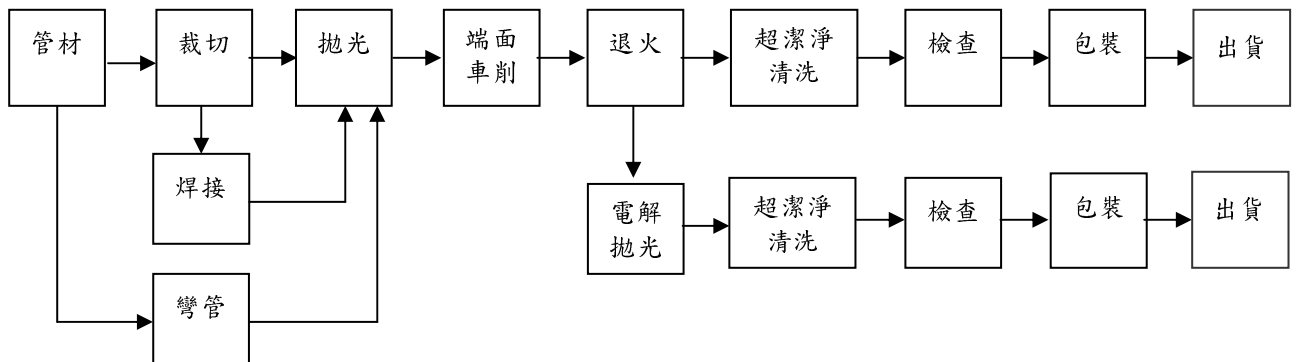 管材
裁切
拋光
端面
車削
退火
超潔淨
清洗
檢查
包裝
出貨
焊接
電解
拋光
超潔淨
清洗
檢查
包裝
出貨
彎管